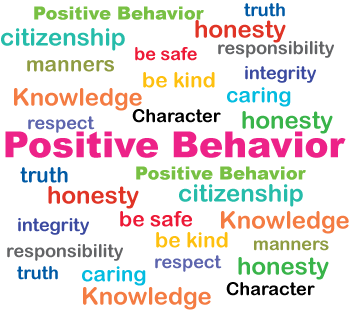 Positive Behavior truth
citizenship honesty
be safe responsibility
manners be kind integrity
Knowledge caring
respect Character honesty
Positive Behavior
truth Positive Behavior
honesty citizenship
integrity be safe Knowledge
responsibility be kind manners
truth caring respect honesty
Knowledge Character